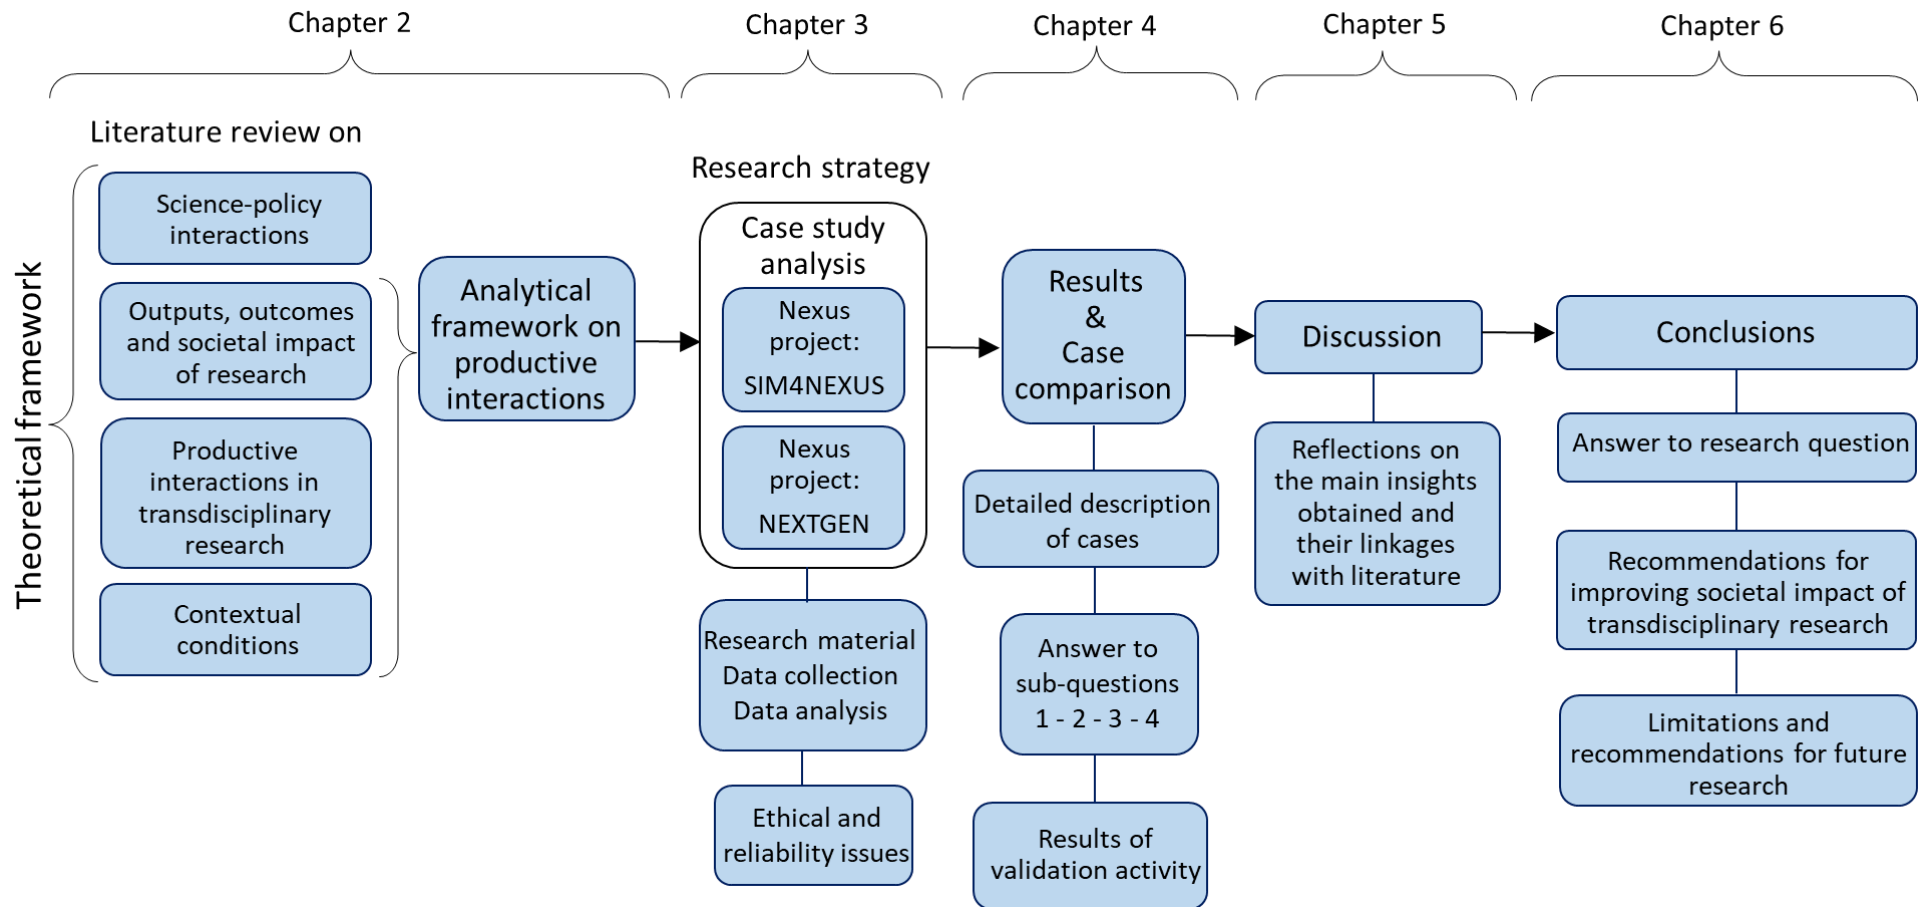 Chapter 2
Chapter 3
Chapter 4
Chapter 5
Chapter 6
Theoretical framework
Literature review on
Science-policy
interactions
Outputs, outcomes
and societal impact
of research
Productive
interactions in
transdisciplinary
research
Contextual
conditions
Analytical
framework on
productive
interactions
Research strategy
Case study
analysis
Nexus
project:
SIM4NEXUS
Nexus
project:
NEXTGEN
Research material
Data collection
Data analysis
Ethical and
reliability issues
Results
&
Case
comparison
Detailed description
of cases
Answer to
sub-questions
1 - 2 - 3 - 4
Results of
validation activity
Discussion
Reflections on
the main insights
obtained and
their linkages
with literature
Conclusions
Answer to research question
Recommendations for
improving societal impact of
transdisciplinary research
Limitations and
recommendations for future
research